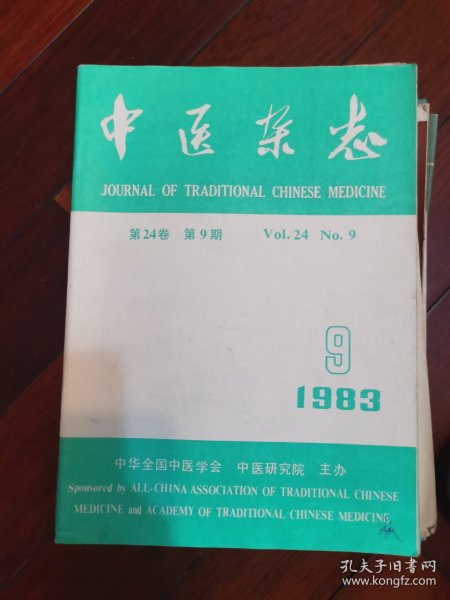 中医杂志
JOURNAL OF TRADITIONAL CHINESE MEDICINE
第24卷 第9期 Vol. 24 No. 9
9
1983
中华全国中医学会 中医研究院 主办
Sponsored by ALL-CHINA ASSOCIATION OF TRADITIONAL CHINESE
MEDICINE and ACADEMY OF TRADITIONAL CHINESE MEDICINE
孔夫子旧书网
www.kongfz.com